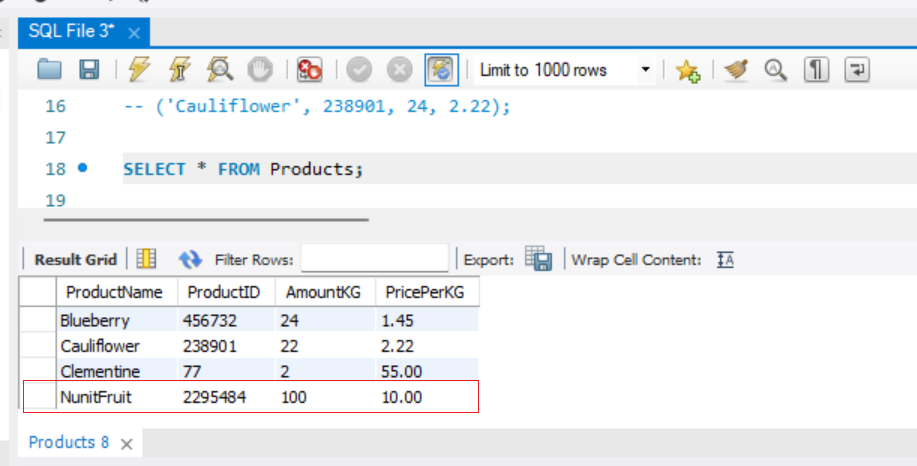 SQL File 3*
Limit to 1000 rows
16 -- ('Cauliflower', 238901, 24, 2.22);
17
18 SELECT * FROM Products;
19
Result Grid Filter Rows: Export: Wrap Cell Content:
ProductName ProductID AmountKG PricePerKG
Blueberry 456732 24 1.45
Cauliflower 238901 22 2.22
Clementine 77 2 55.00
NunitFruit 2295484 100 10.00
Products 8